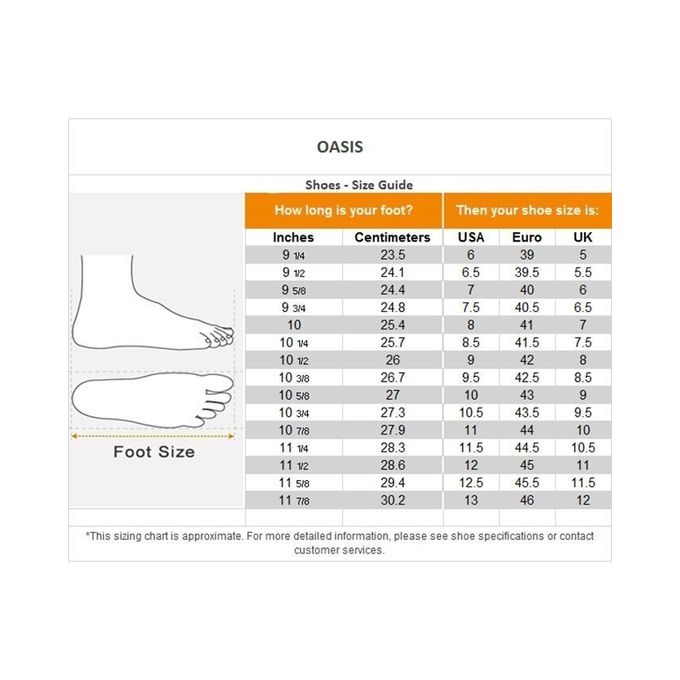 OASIS
Shoes - Size Guide
How long is your foot? Then your shoe size is:
Inches Centimeters USA Euro UK
9 1/4 23.5 6 39 5
9 1/2 24.1 6.5 39.5 5.5
9 5/8 24.4 7 40 6
9 3/4 24.8 7.5 40.5 6.5
10 25.4 8 41 7
10 1/4 25.7 8.5 41.5 7.5
10 1/2 26 9 42 8
10 3/8 26.7 9.5 42.5 8.5
10 5/8 27 10 43 9
10 3/4 27.3 10.5 43.5 9.5
10 7/8 27.9 11 44 10
11 1/4 28.3 11.5 44.5 10.5
11 1/2 28.6 12 45 11
11 5/8 29.4 12.5 45.5 11.5
11 7/8 30.2 13 46 12
Foot Size
*This sizing chart is approximate. For more detailed information, please see shoe specifications or contact
customer services.